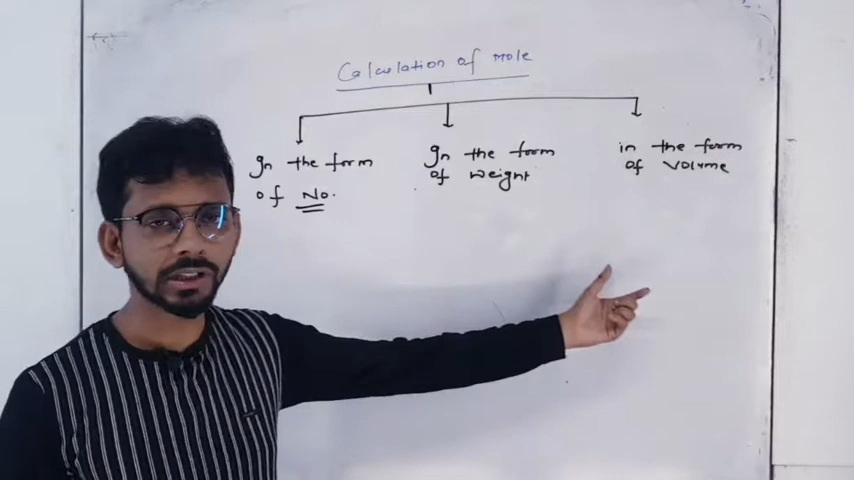 Calculation of mole
In the form
of No.
In the form
of weight
in the form
of volume